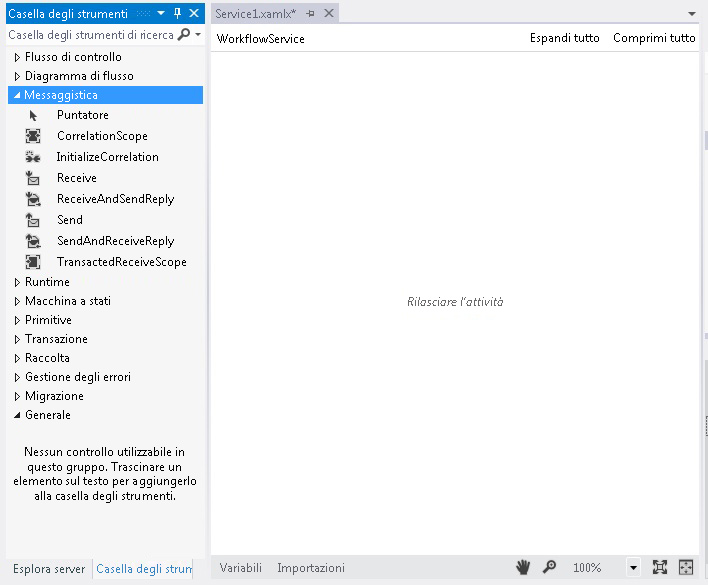 Casella degli strumenti
Casella degli strumenti di ricerca
Flusso di controllo
Diagramma di flusso
Messaggistica
Puntatore
CorrelationScope
InitializeCorrelation
Receive
ReceiveAndSendReply
Send
SendAndReceiveReply
TransactedReceiveScope
Runtime
Macchina a stati
Primitive
Transazione
Raccolta
Gestione degli errori
Migrazione
Generale
Nessun controllo utilizzabile in
questo gruppo. Trascinare un
elemento sul testo per aggiungerlo
alla casella degli strumenti.
Esplora server
Casella degli strun
Service1.xamlx*
WorkflowService
Espandi tutto
Comprimi tutto
Rilasciare l'attività
Variabili
Importazioni
100%